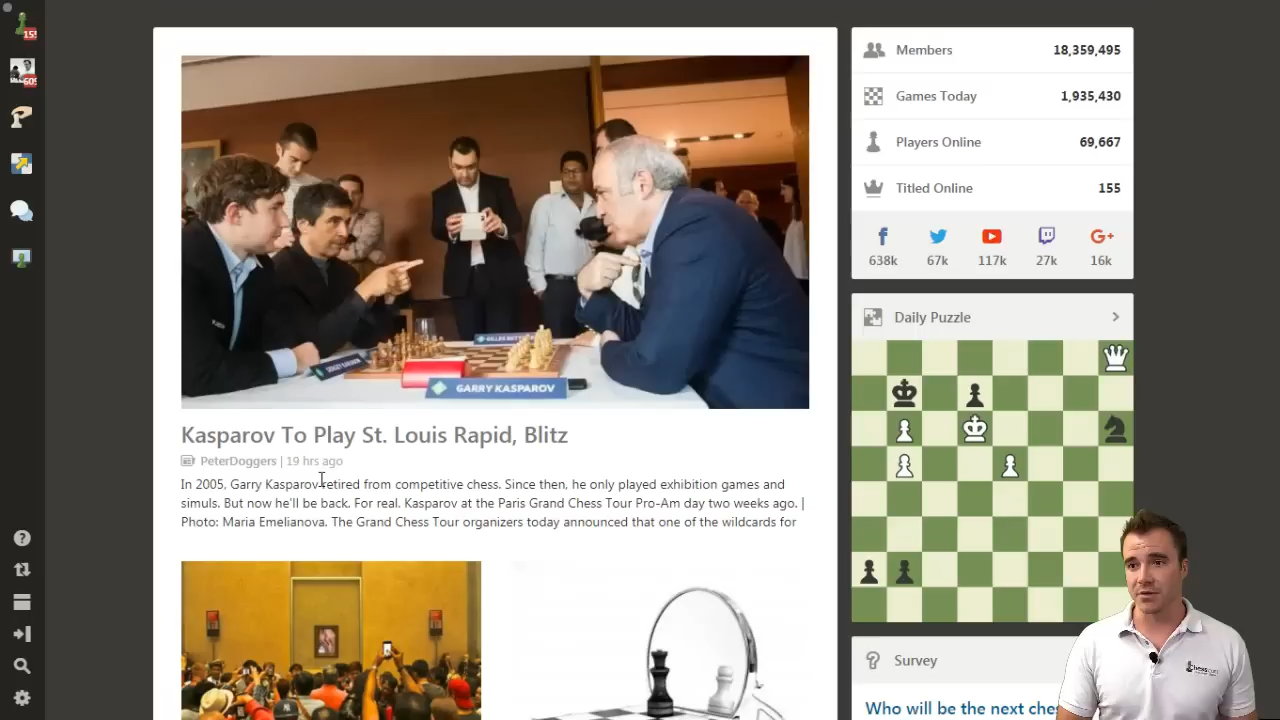 155
609
GARRY KASPAROV
Kasparov To Play St. Louis Rapid, Blitz
PeterDoggers | 19 hrs ago
In 2005, Garry Kasparov retired from competitive chess. Since then, he only played exhibition games and
simuls. But now he'll be back. For real. Kasparov at the Paris Grand Chess Tour Pro-Am day two weeks ago. |
Photo: Maria Emelianova. The Grand Chess Tour organizers today announced that one of the wildcards for
Members 18,359,495
Games Today 1,935,430
Players Online 69,667
Titled Online 155
638k 67k 117k 27k 16k
Daily Puzzle
Survey
Who will be the next ches